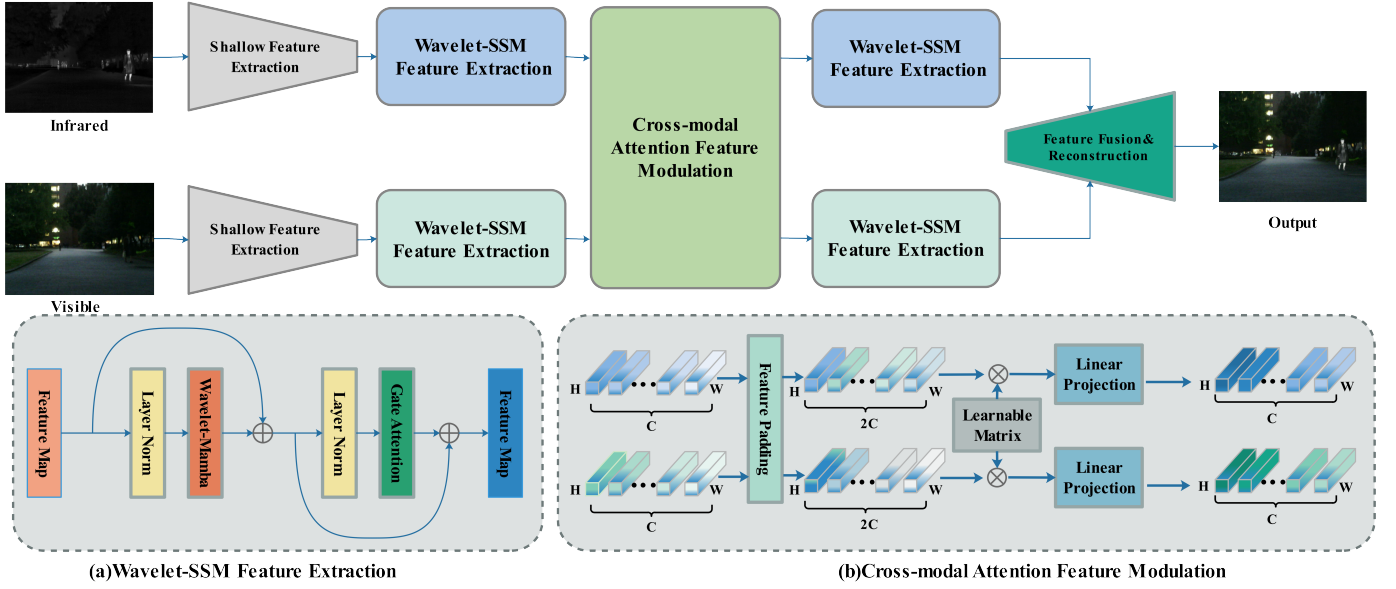 Shallow Feature
Extraction
Wavelet-SSM
Feature Extraction
Cross-modal
Attention Feature
Modulation
Wavelet-SSM
Feature Extraction
Infrared
Feature Fusion&
Reconstruction
Output
Shallow Feature
Extraction
Wavelet-SSM
Feature Extraction
Wavelet-SSM
Feature Extraction
Visible
Feature Map
Layer Norm
Wavelet-Mamba
Layer Norm
Gate Attention
Feature Map
(a)Wavelet-SSM Feature Extraction
H
W
C
Feature Padding
H
W
2C
Linear
Projection
H
W
C
Learnable
Matrix
H
W
C
H
W
2C
Linear
Projection
H
W
C
(b)Cross-modal Attention Feature Modulation